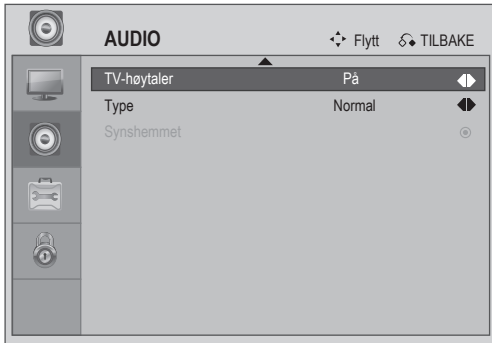 AUDIO Flytt TILBAKE
TV-høytaler På
Type Normal
Synshemmet